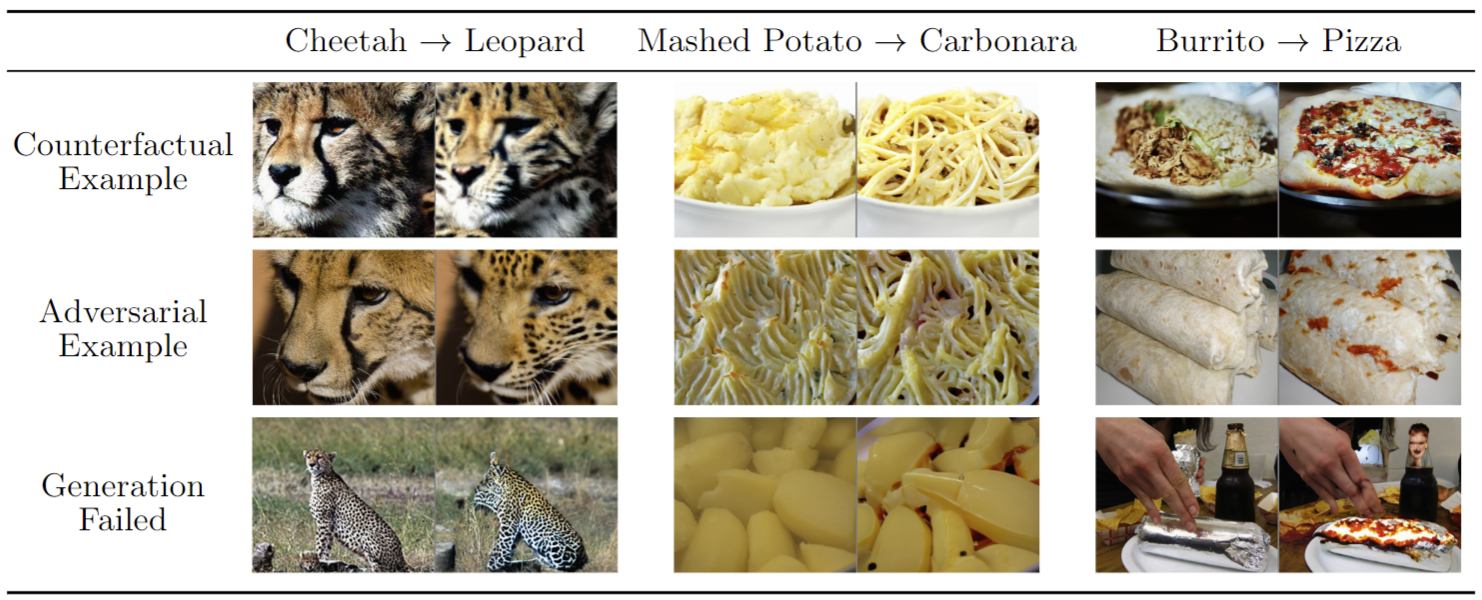 Cheetah → Leopard
Mashed Potato → Carbonara
Burrito → Pizza
Counterfactual
Example
Adversarial
Example
Generation
Failed